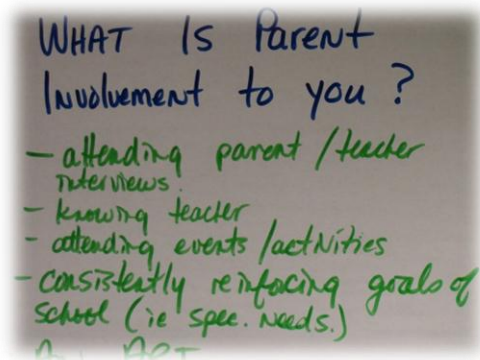 WHAT Is Parent
Involvement to you ?
- attending parent / teacher
interviews.
- knowing teacher
- attending events / activities
- consistently reinforcing goals of
school (ie spec. needs.)